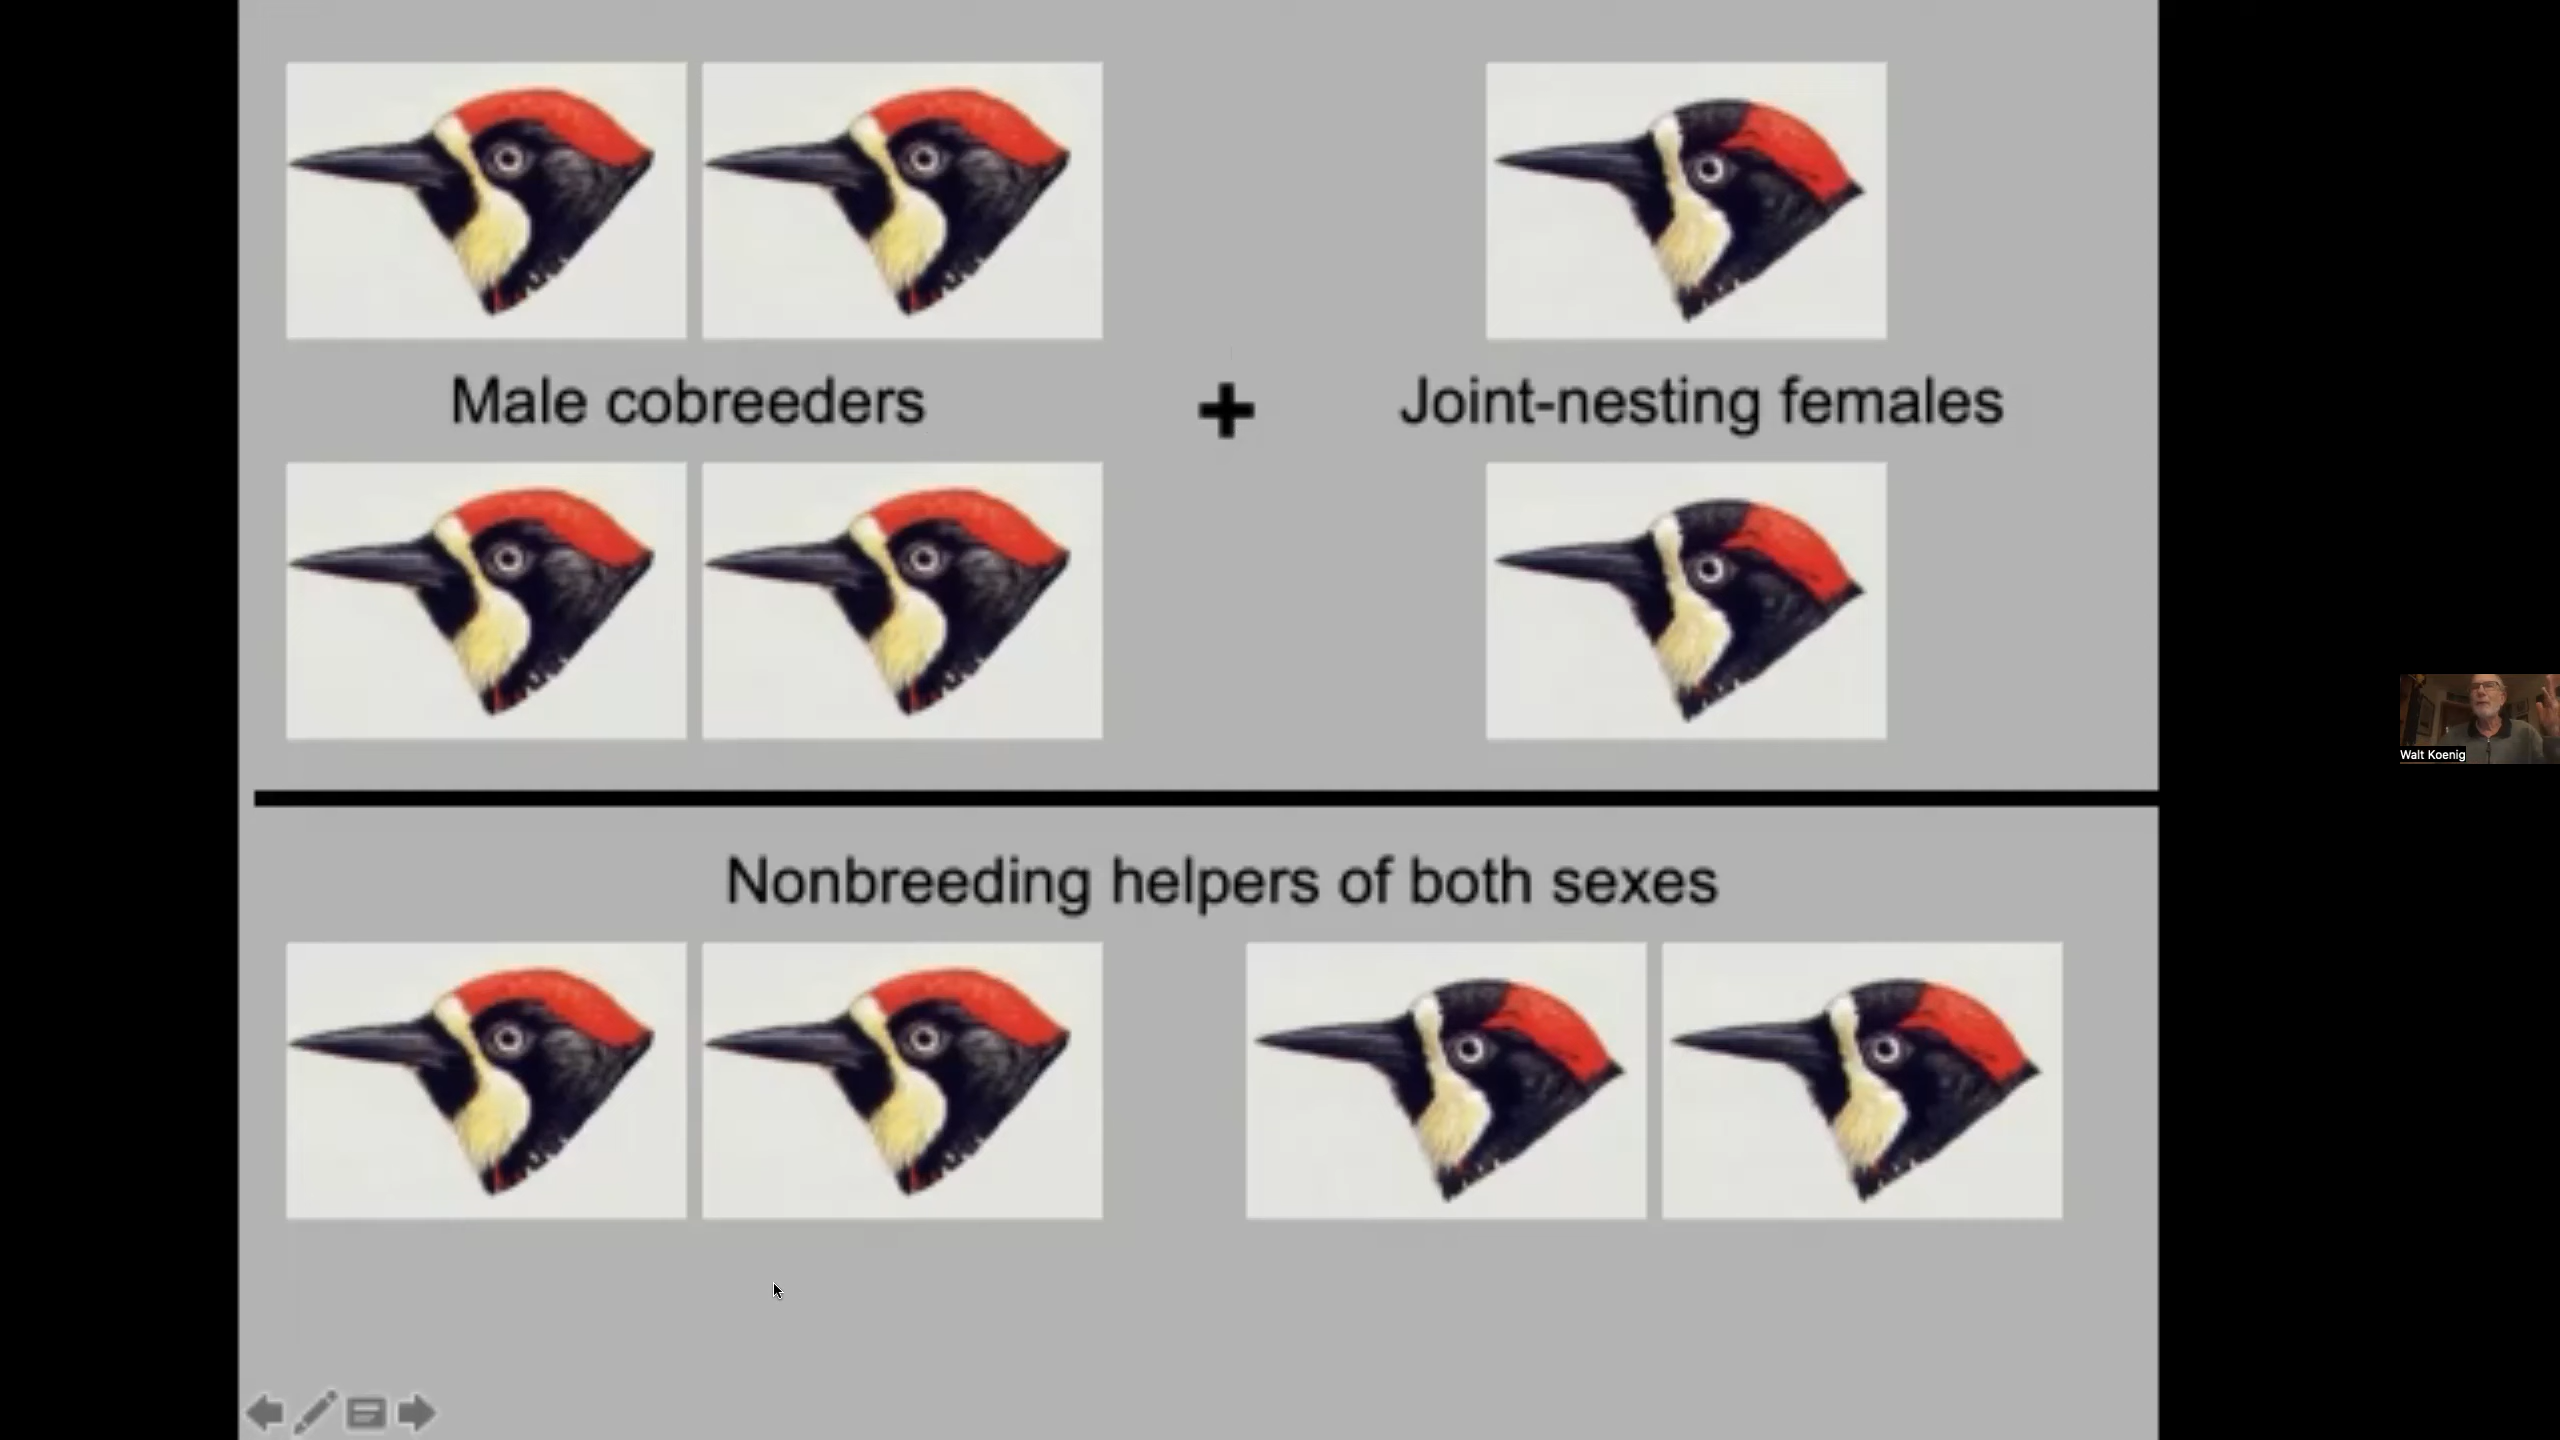 Male cobreeders
+
Joint-nesting females
Nonbreeding helpers of both sexes
Walt Koenig